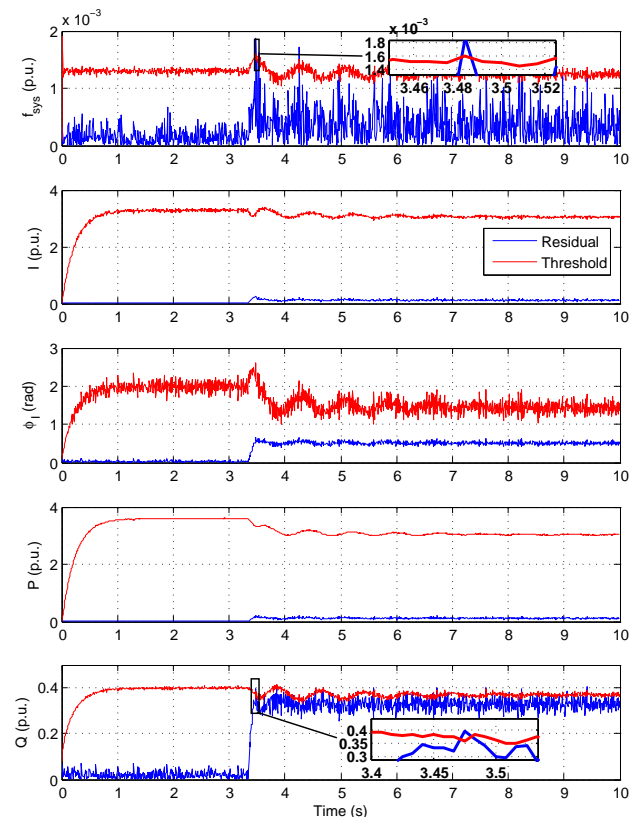 x 10⁻³
2
1
0
f_sys (p.u.)
x 10⁻³
1.8
1.6
1.4
3.46 3.48 3.5 3.52
0 1 2 3 4 5 6 7 8 9 10
4
2
0
I (p.u.)
Residual
Threshold
0 1 2 3 4 5 6 7 8 9 10
3
2
1
0
ϕ_I (rad)
0 1 2 3 4 5 6 7 8 9 10
4
2
0
P (p.u.)
0 1 2 3 4 5 6 7 8 9 10
0.4
0.2
0
Q (p.u.)
0.4
0.35
0.3
3.4 3.45 3.5
0 1 2 3 4 5 6 7 8 9 10
Time (s)